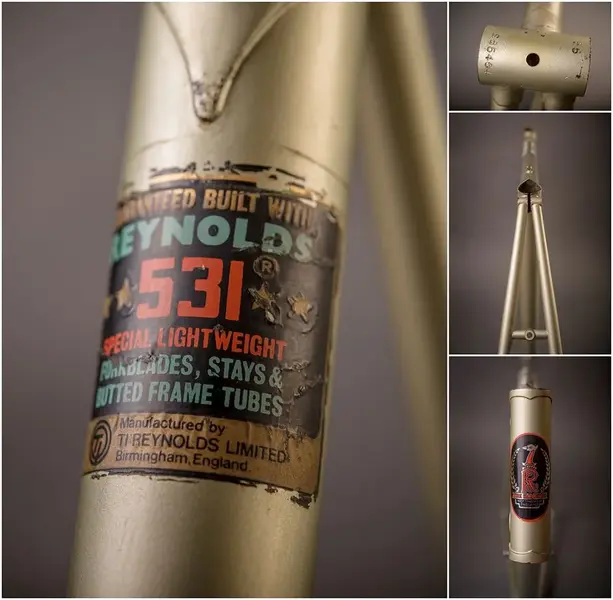 GUARANTEED BUILT WITH
REYNOLDS
531 ®
SPECIAL LIGHTWEIGHT
FORKBLADES, STAYS &
BUTTED FRAME TUBES
Manufactured by
TI REYNOLDS LIMITED
Birmingham, England.
R